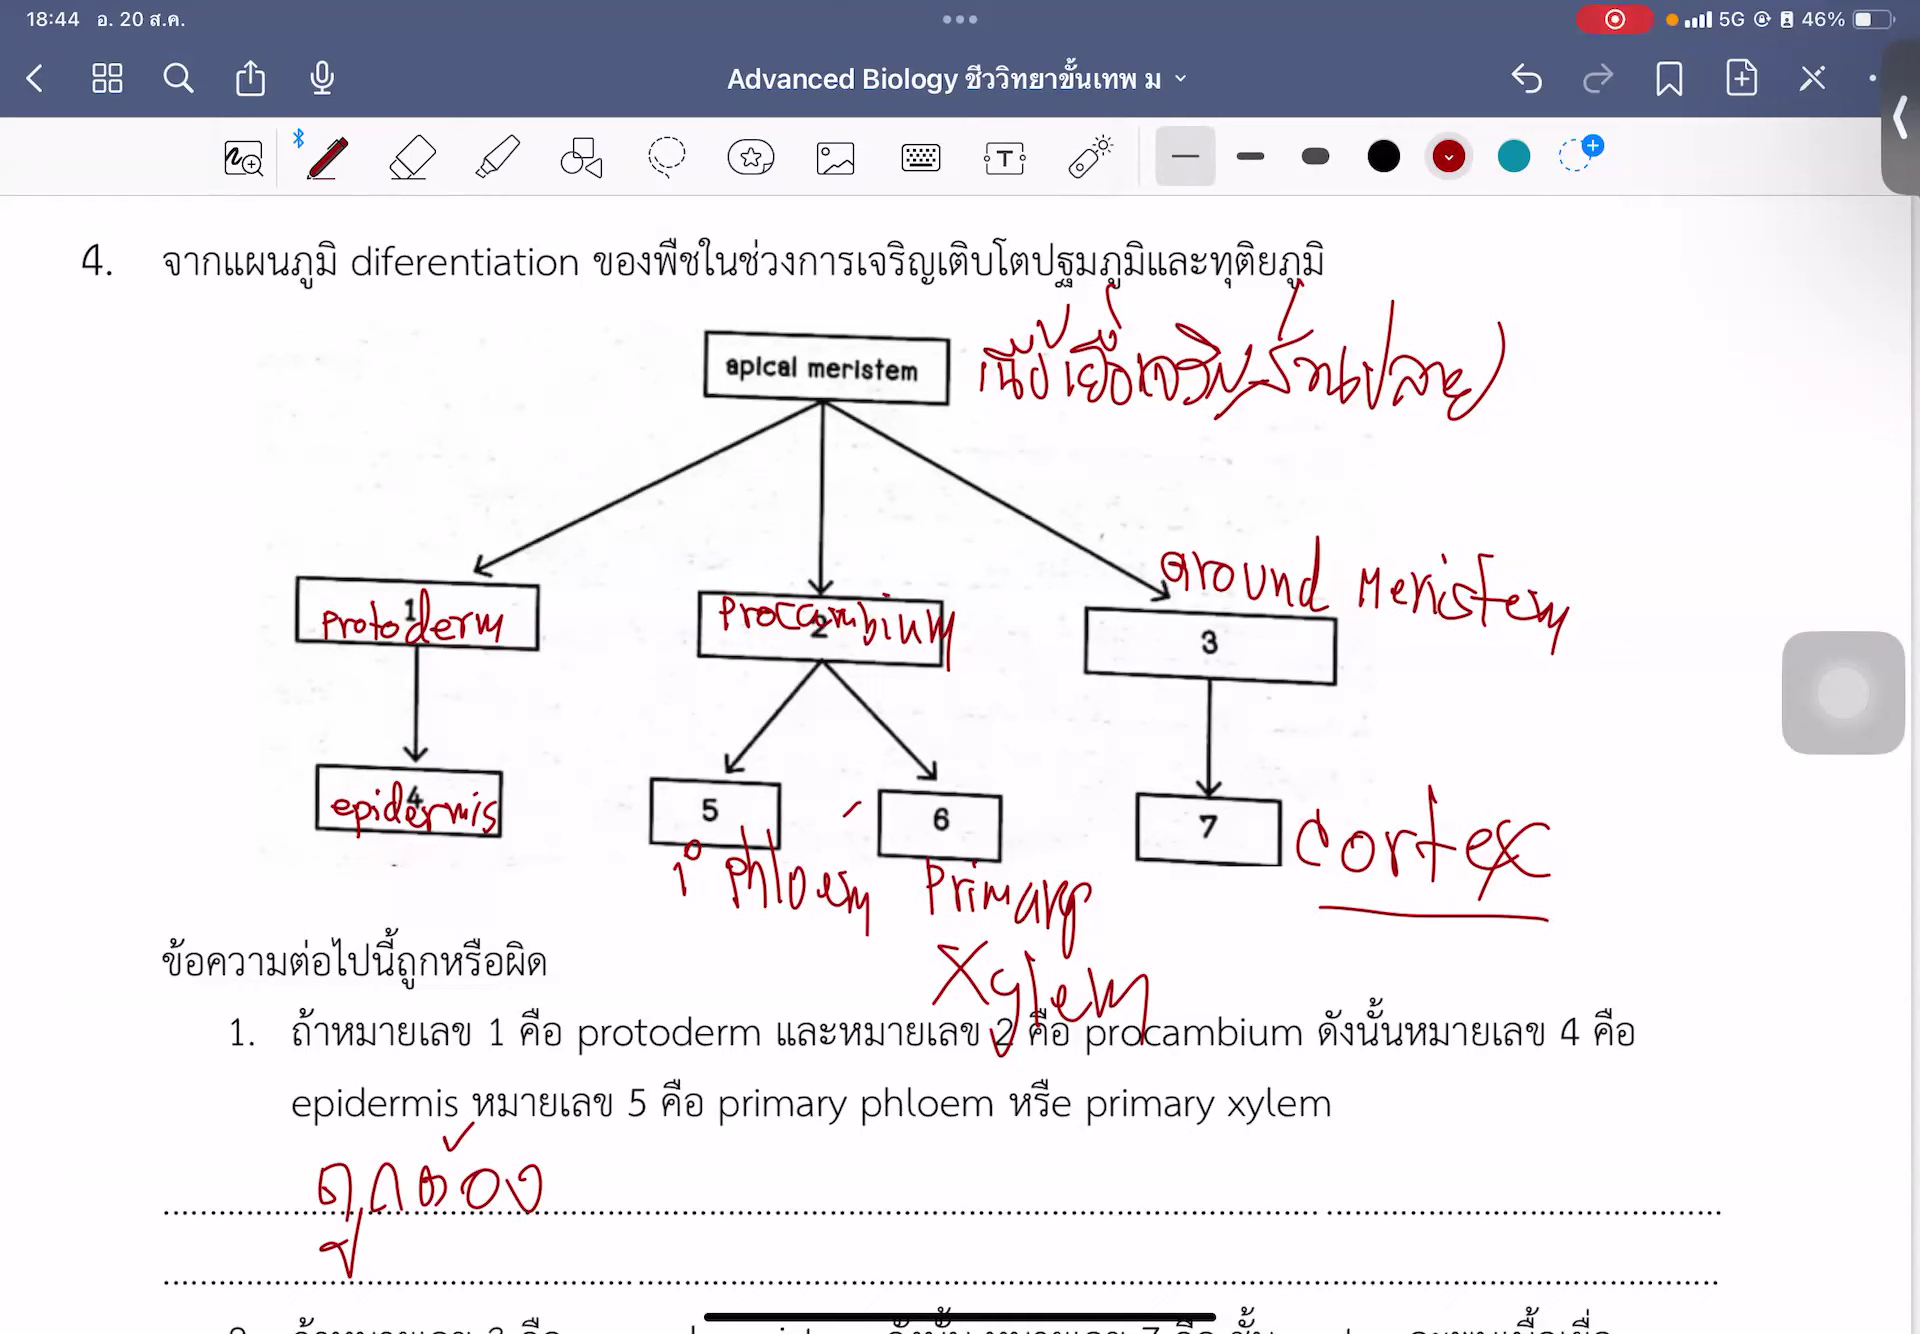 18:44 อ. 20 ส.ค.
5G 46%
Advanced Biology ชีววิทยาขั้นเทพ ม
4. จากแผนภูมิ diferentiation ของพืชในช่วงการเจริญเติบโตปฐมภูมิและทุติยภูมิ
apical meristem เนื้อเยื่อเจริญส่วนปลาย
Ground Meristem
1 protoderm
2 Procambium
3
4 epidermis
5
6
7 cortex
1° phloem
Primary
Xylem
ข้อความต่อไปนี้ถูกหรือผิด
1. ถ้าหมายเลข 1 คือ protoderm และหมายเลข 2 คือ procambium ดังนั้นหมายเลข 4 คือ
epidermis หมายเลข 5 คือ primary phloem หรืe primary xylem
ถูกต้อง